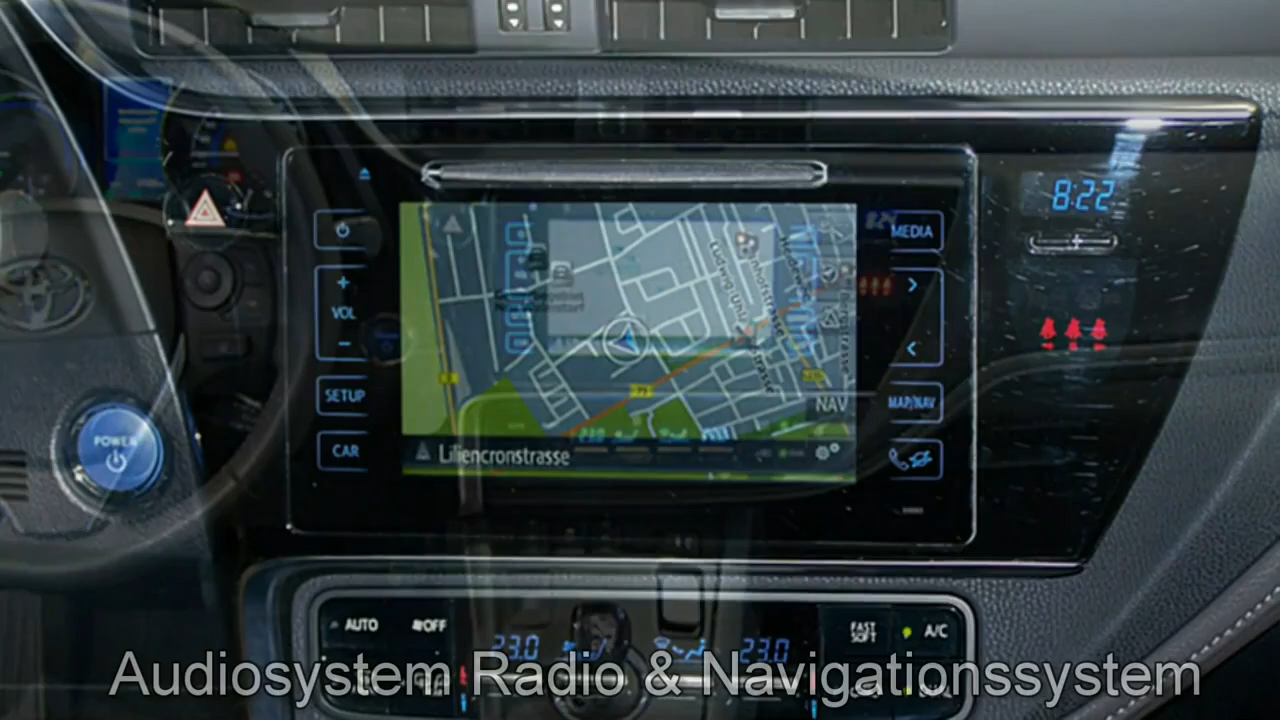 8:22
MEDIA
VOL
SETUP
CAR
MAP/NAV
NAV
Liliencronstrasse
POWER
AUTO
OFF
23.0
23.0
FAST
SOFT
A/C
Audiosystem Radio & Navigationssystem